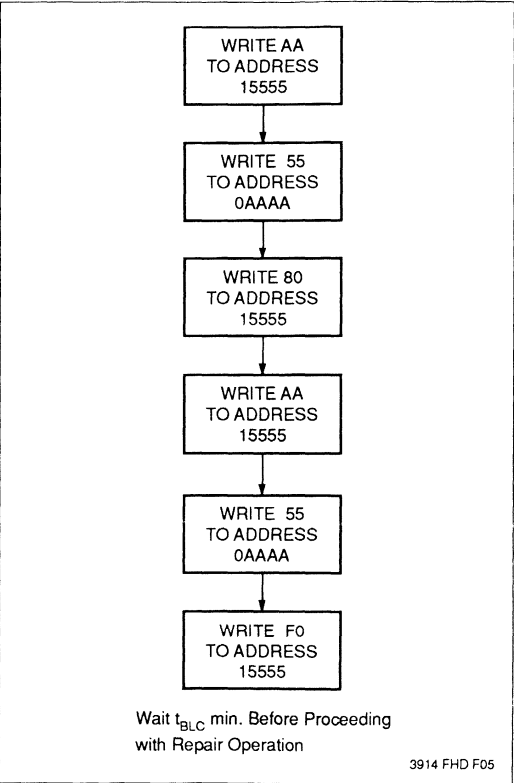 WRITE AA
TO ADDRESS
15555
WRITE 55
TO ADDRESS
0AAAA
WRITE 80
TO ADDRESS
15555
WRITE AA
TO ADDRESS
15555
WRITE 55
TO ADDRESS
0AAAA
WRITE F0
TO ADDRESS
15555
Wait tBLC min. Before Proceeding
with Repair Operation
3914 FHD F05